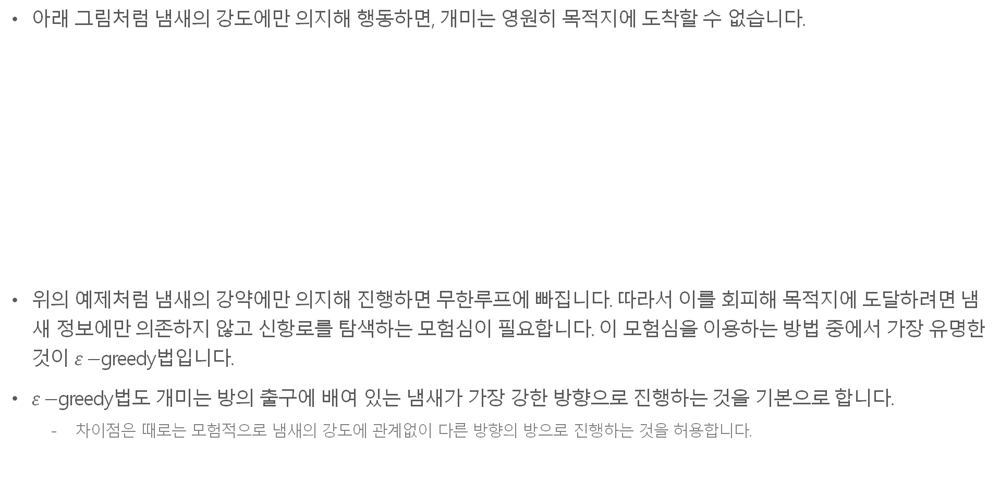 • 아래 그림처럼 냄새의 강도에만 의지해 행동하면, 개미는 영원히 목적지에 도착할 수 없습니다.
• 위의 예제처럼 냄새의 강약에만 의지해 진행하면 무한루프에 빠집니다. 따라서 이를 회피해 목적지에 도달하려면 냄
새 정보에만 의존하지 않고 신항로를 탐색하는 모험심이 필요합니다. 이 모험심을 이용하는 방법 중에서 가장 유명한
것이 ε –greedy법입니다.
• ε –greedy법도 개미는 방의 출구에 배여 있는 냄새가 가장 강한 방향으로 진행하는 것을 기본으로 합니다.
- 차이점은 때로는 모험적으로 냄새의 강도에 관계없이 다른 방향의 방으로 진행하는 것을 허용합니다.